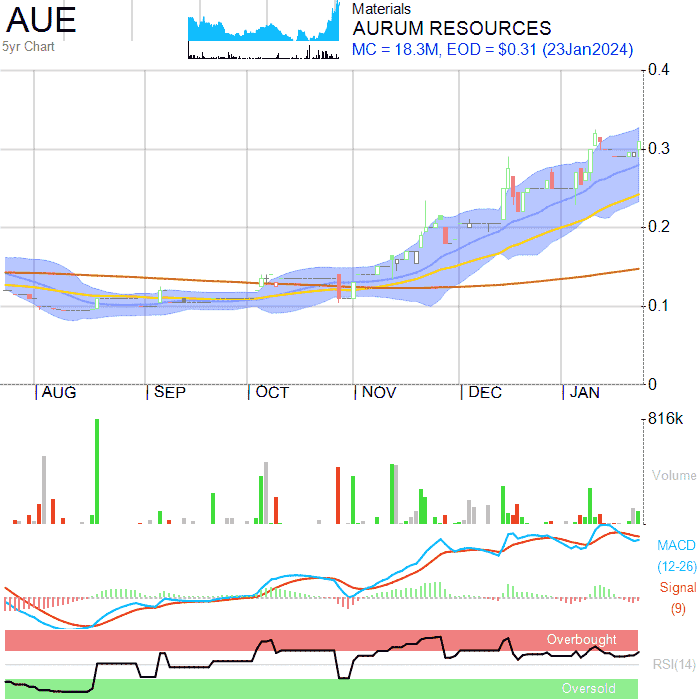 AUE
5yr Chart
Materials
AURUM RESOURCES
MC = 18.3M, EOD = $0.31 (23Jan2024)
0.4
0.3
0.2
0.1
0
AUG SEP OCT NOV DEC JAN
816k
Volume
MACD
(12-26)
Signal
(9)
Overbought
RSI(14)
Oversold